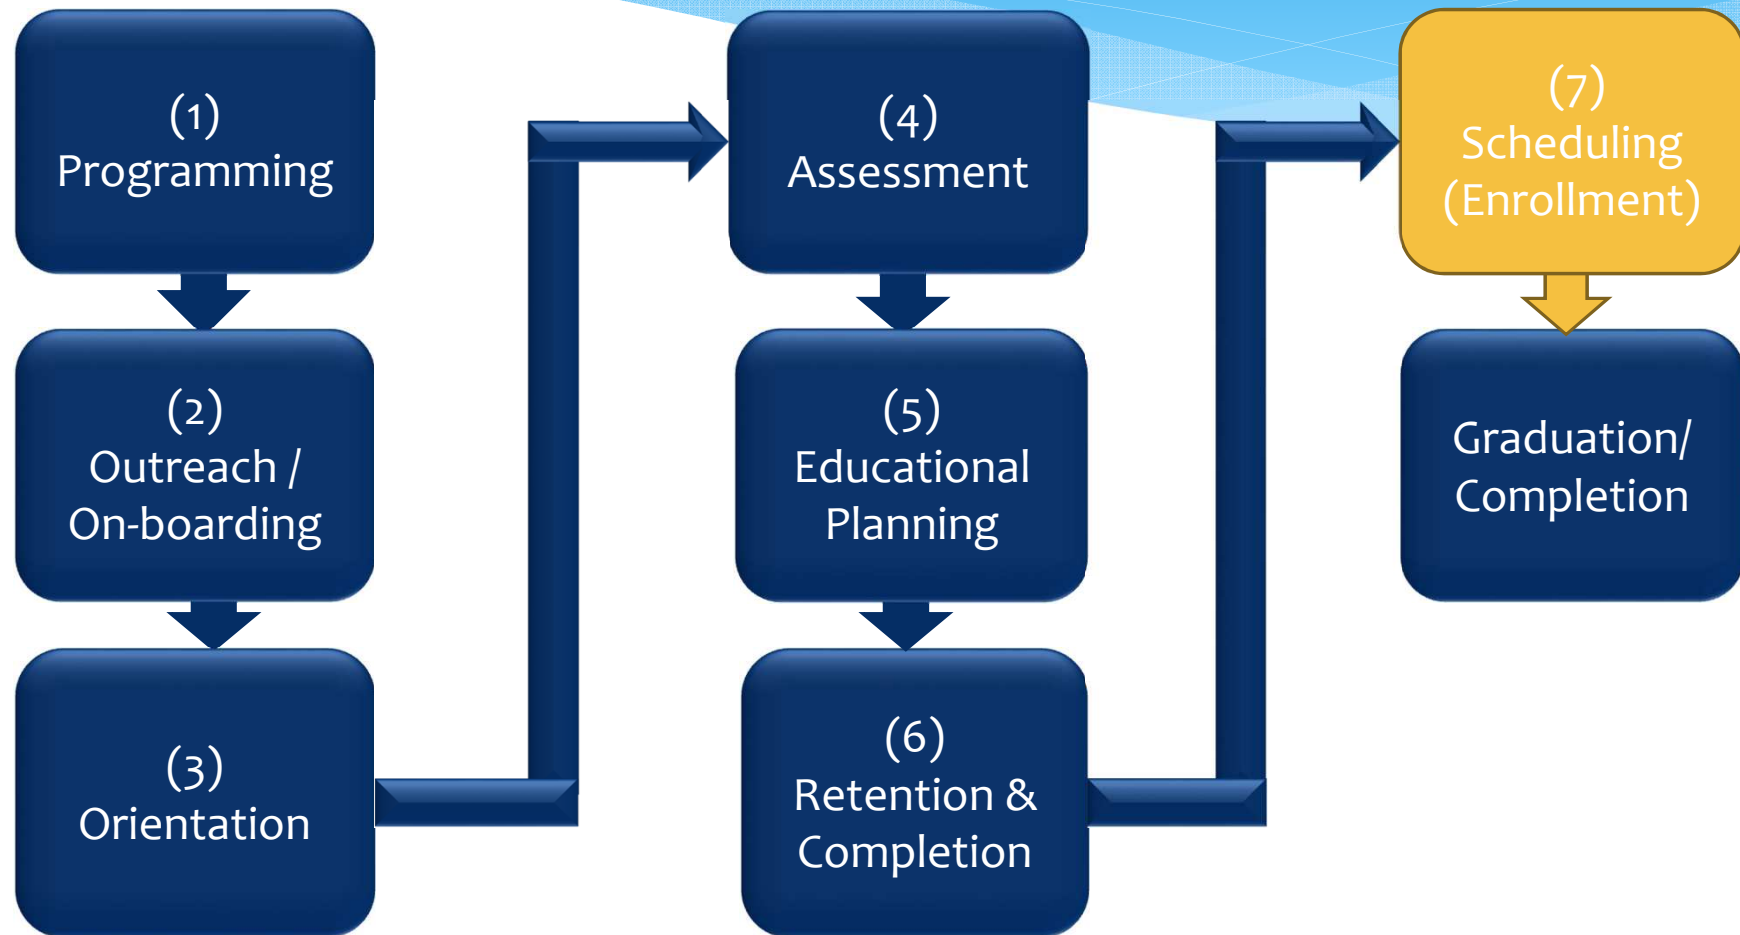 (1)
Programming
(2)
Outreach /
On-boarding
(3)
Orientation
(4)
Assessment
(5)
Educational
Planning
(6)
Retention &
Completion
(7)
Scheduling
(Enrollment)
Graduation/
Completion